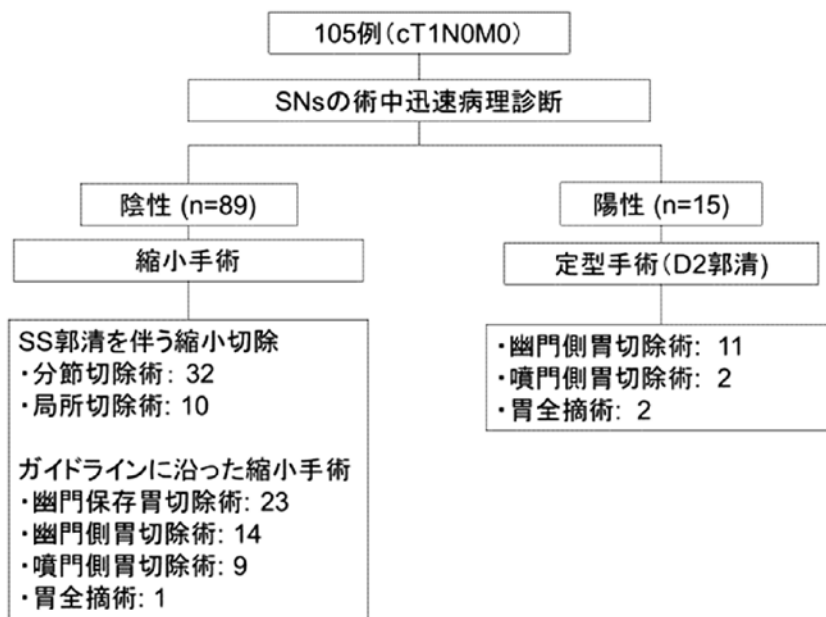 105例(cT1N0M0)
SNsの術中迅速病理診断
陰性 (n=89)
陽性 (n=15)
縮小手術
定型手術(D2郭清)
SS郭清を伴う縮小切除
・分節切除術: 32
・局所切除術: 10
ガイドラインに沿った縮小手術
・幽門保存胃切除術: 23
・幽門側胃切除術: 14
・噴門側胃切除術: 9
・胃全摘術: 1
・幽門側胃切除術: 11
・噴門側胃切除術: 2
・胃全摘術: 2